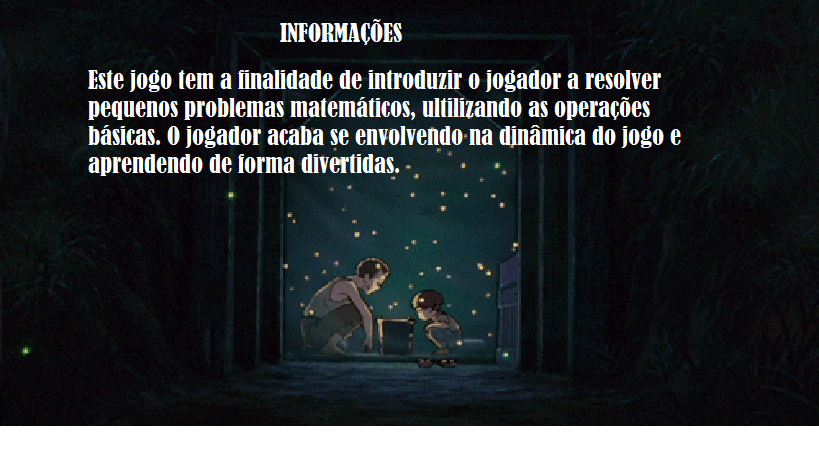 INFORMAÇÕES
Este jogo tem a finalidade de introduzir o jogador a resolver
pequenos problemas matemáticos, ultilizando as operações
básicas. O jogador acaba se envolvendo na dinâmica do jogo e
aprendendo de forma divertidas.